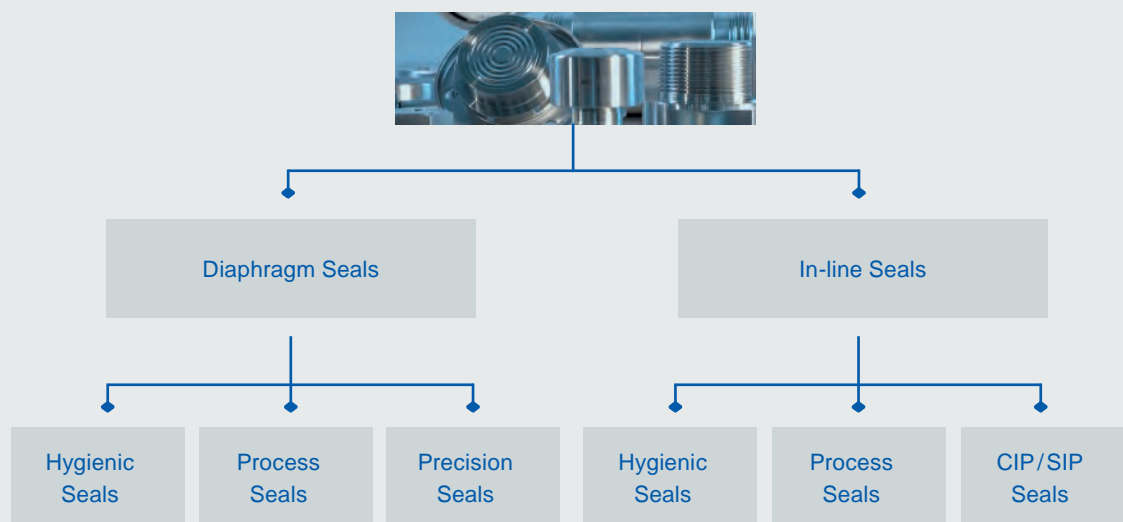 Diaphragm Seals
In-line Seals
Hygienic
Seals
Process
Seals
Precision
Seals
Hygienic
Seals
Process
Seals
CIP/SIP
Seals